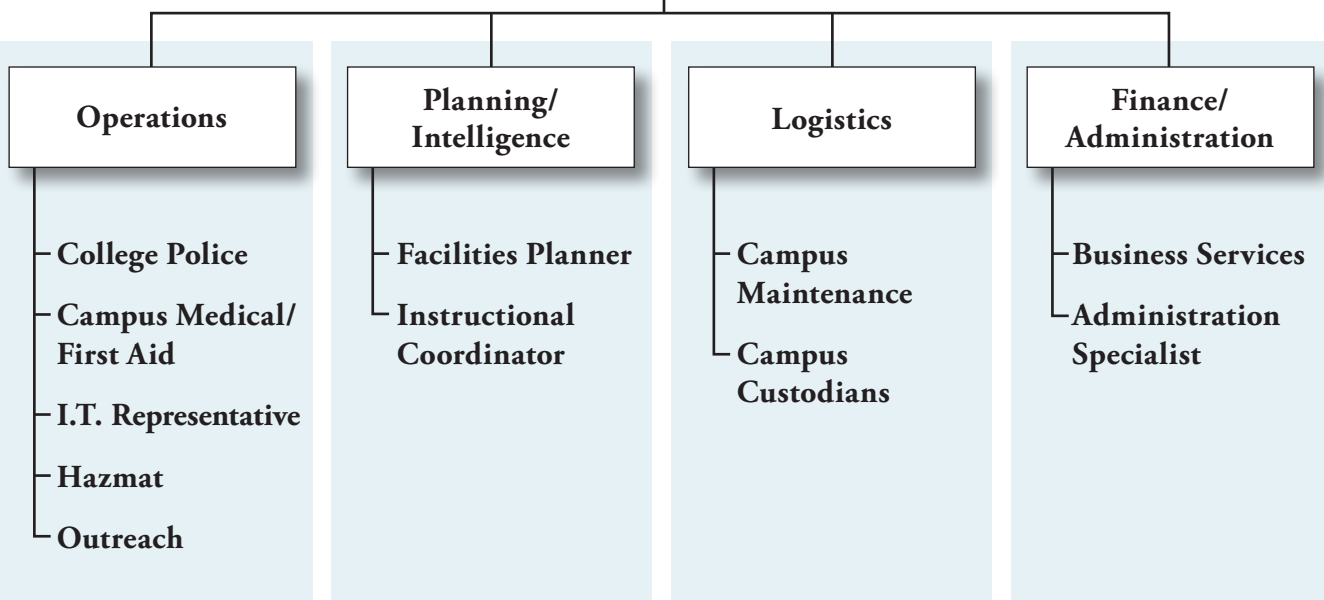 Operations
College Police
Campus Medical/
First Aid
I.T. Representative
Hazmat
Outreach
Planning/
Intelligence
Facilities Planner
Instructional
Coordinator
Logistics
Campus
Maintenance
Campus
Custodians
Finance/
Administration
Business Services
Administration
Specialist